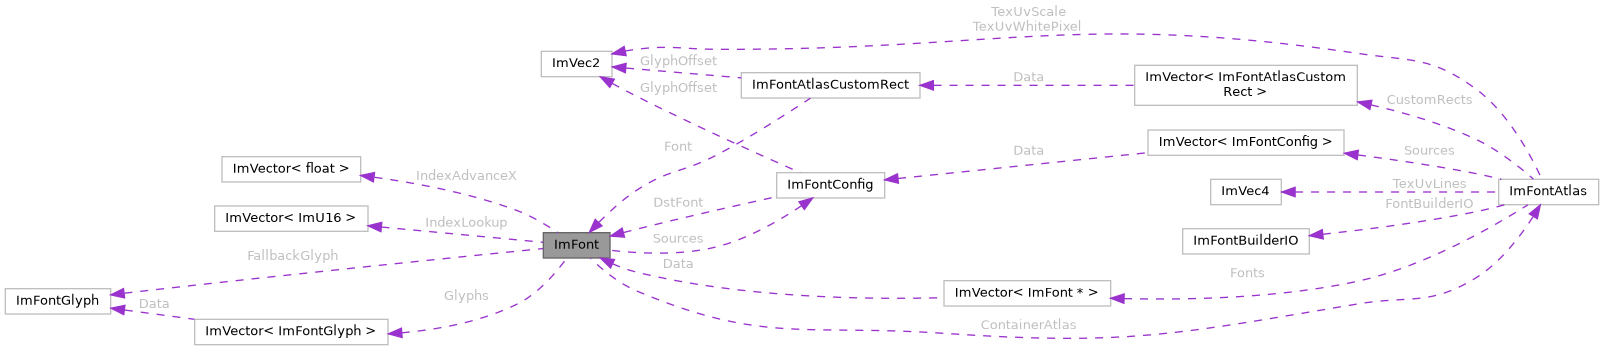 TexUvScale
TexUvWhitePixel
ImVec2
GlyphOffset
GlyphOffset
ImFontAtlasCustomRect
Data
ImVector< ImFontAtlasCustom
Rect >
CustomRects
Font
ImVector< ImFontConfig >
Sources
Data
ImVector< float >
IndexAdvanceX
ImFontConfig
ImVec4
TexUvLines
ImFontAtlas
DstFont
FontBuilderIO
ImVector< ImU16 >
IndexLookup
ImFont
Sources
ImFontBuilderIO
FallbackGlyph
Data
Fonts
ImFontGlyph
Data
Glyphs
ImVector< ImFont * >
ImVector< ImFontGlyph >
ContainerAtlas